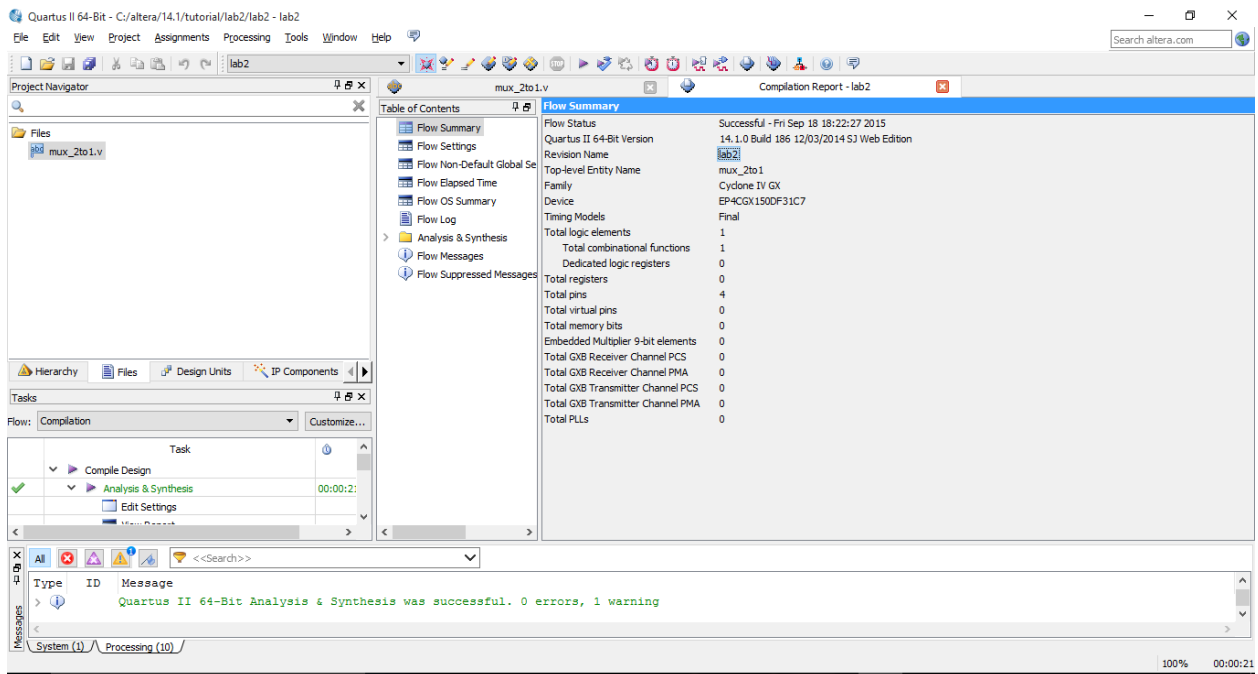 Quartus II 64-Bit - C:/altera/14.1/tutorial/lab2/lab2 - lab2
File Edit View Project Assignments Processing Tools Window Help
Search altera.com
lab2
Project Navigator
Files
mux_2to1.v
Hierarchy Files Design Units IP Components
Tasks
Flow: Compilation Customize...
Task
Compile Design
Analysis & Synthesis 00:00:2
Edit Settings
View Report
mux_2to1.v Compilation Report - lab2
Table of Contents
Flow Summary
Flow Settings
Flow Non-Default Global Se
Flow Elapsed Time
Flow OS Summary
Flow Log
Analysis & Synthesis
Flow Messages
Flow Suppressed Messages
Flow Summary
Flow Status Successful - Fri Sep 18 18:22:27 2015
Quartus II 64-Bit Version 14.1.0 Build 186 12/03/2014 SJ Web Edition
Revision Name lab2
Top-level Entity Name mux_2to1
Family Cyclone IV GX
Device EP4CGX150DF31C7
Timing Models Final
Total logic elements 1
Total combinational functions 1
Dedicated logic registers 0
Total registers 0
Total pins 4
Total virtual pins 0
Total memory bits 0
Embedded Multiplier 9-bit elements 0
Total GXB Receiver Channel PCS 0
Total GXB Receiver Channel PMA 0
Total GXB Transmitter Channel PCS 0
Total GXB Transmitter Channel PMA 0
Total PLLs 0
All <<Search>>
Type ID Message
Quartus II 64-Bit Analysis & Synthesis was successful. 0 errors, 1 warning
Messages
System (1) Processing (10)
100% 00:00:21